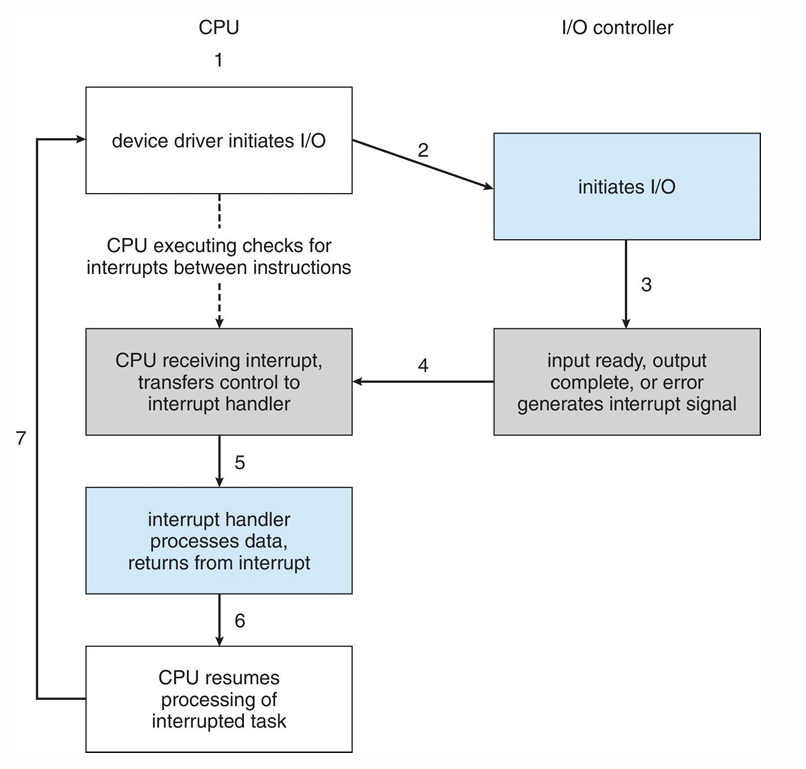 CPU
I/O controller
1
device driver initiates I/O
2
initiates I/O
CPU executing checks for
interrupts between instructions
3
CPU receiving interrupt,
transfers control to
interrupt handler
4
input ready, output
complete, or error
generates interrupt signal
7
5
interrupt handler
processes data,
returns from interrupt
6
CPU resumes
processing of
interrupted task